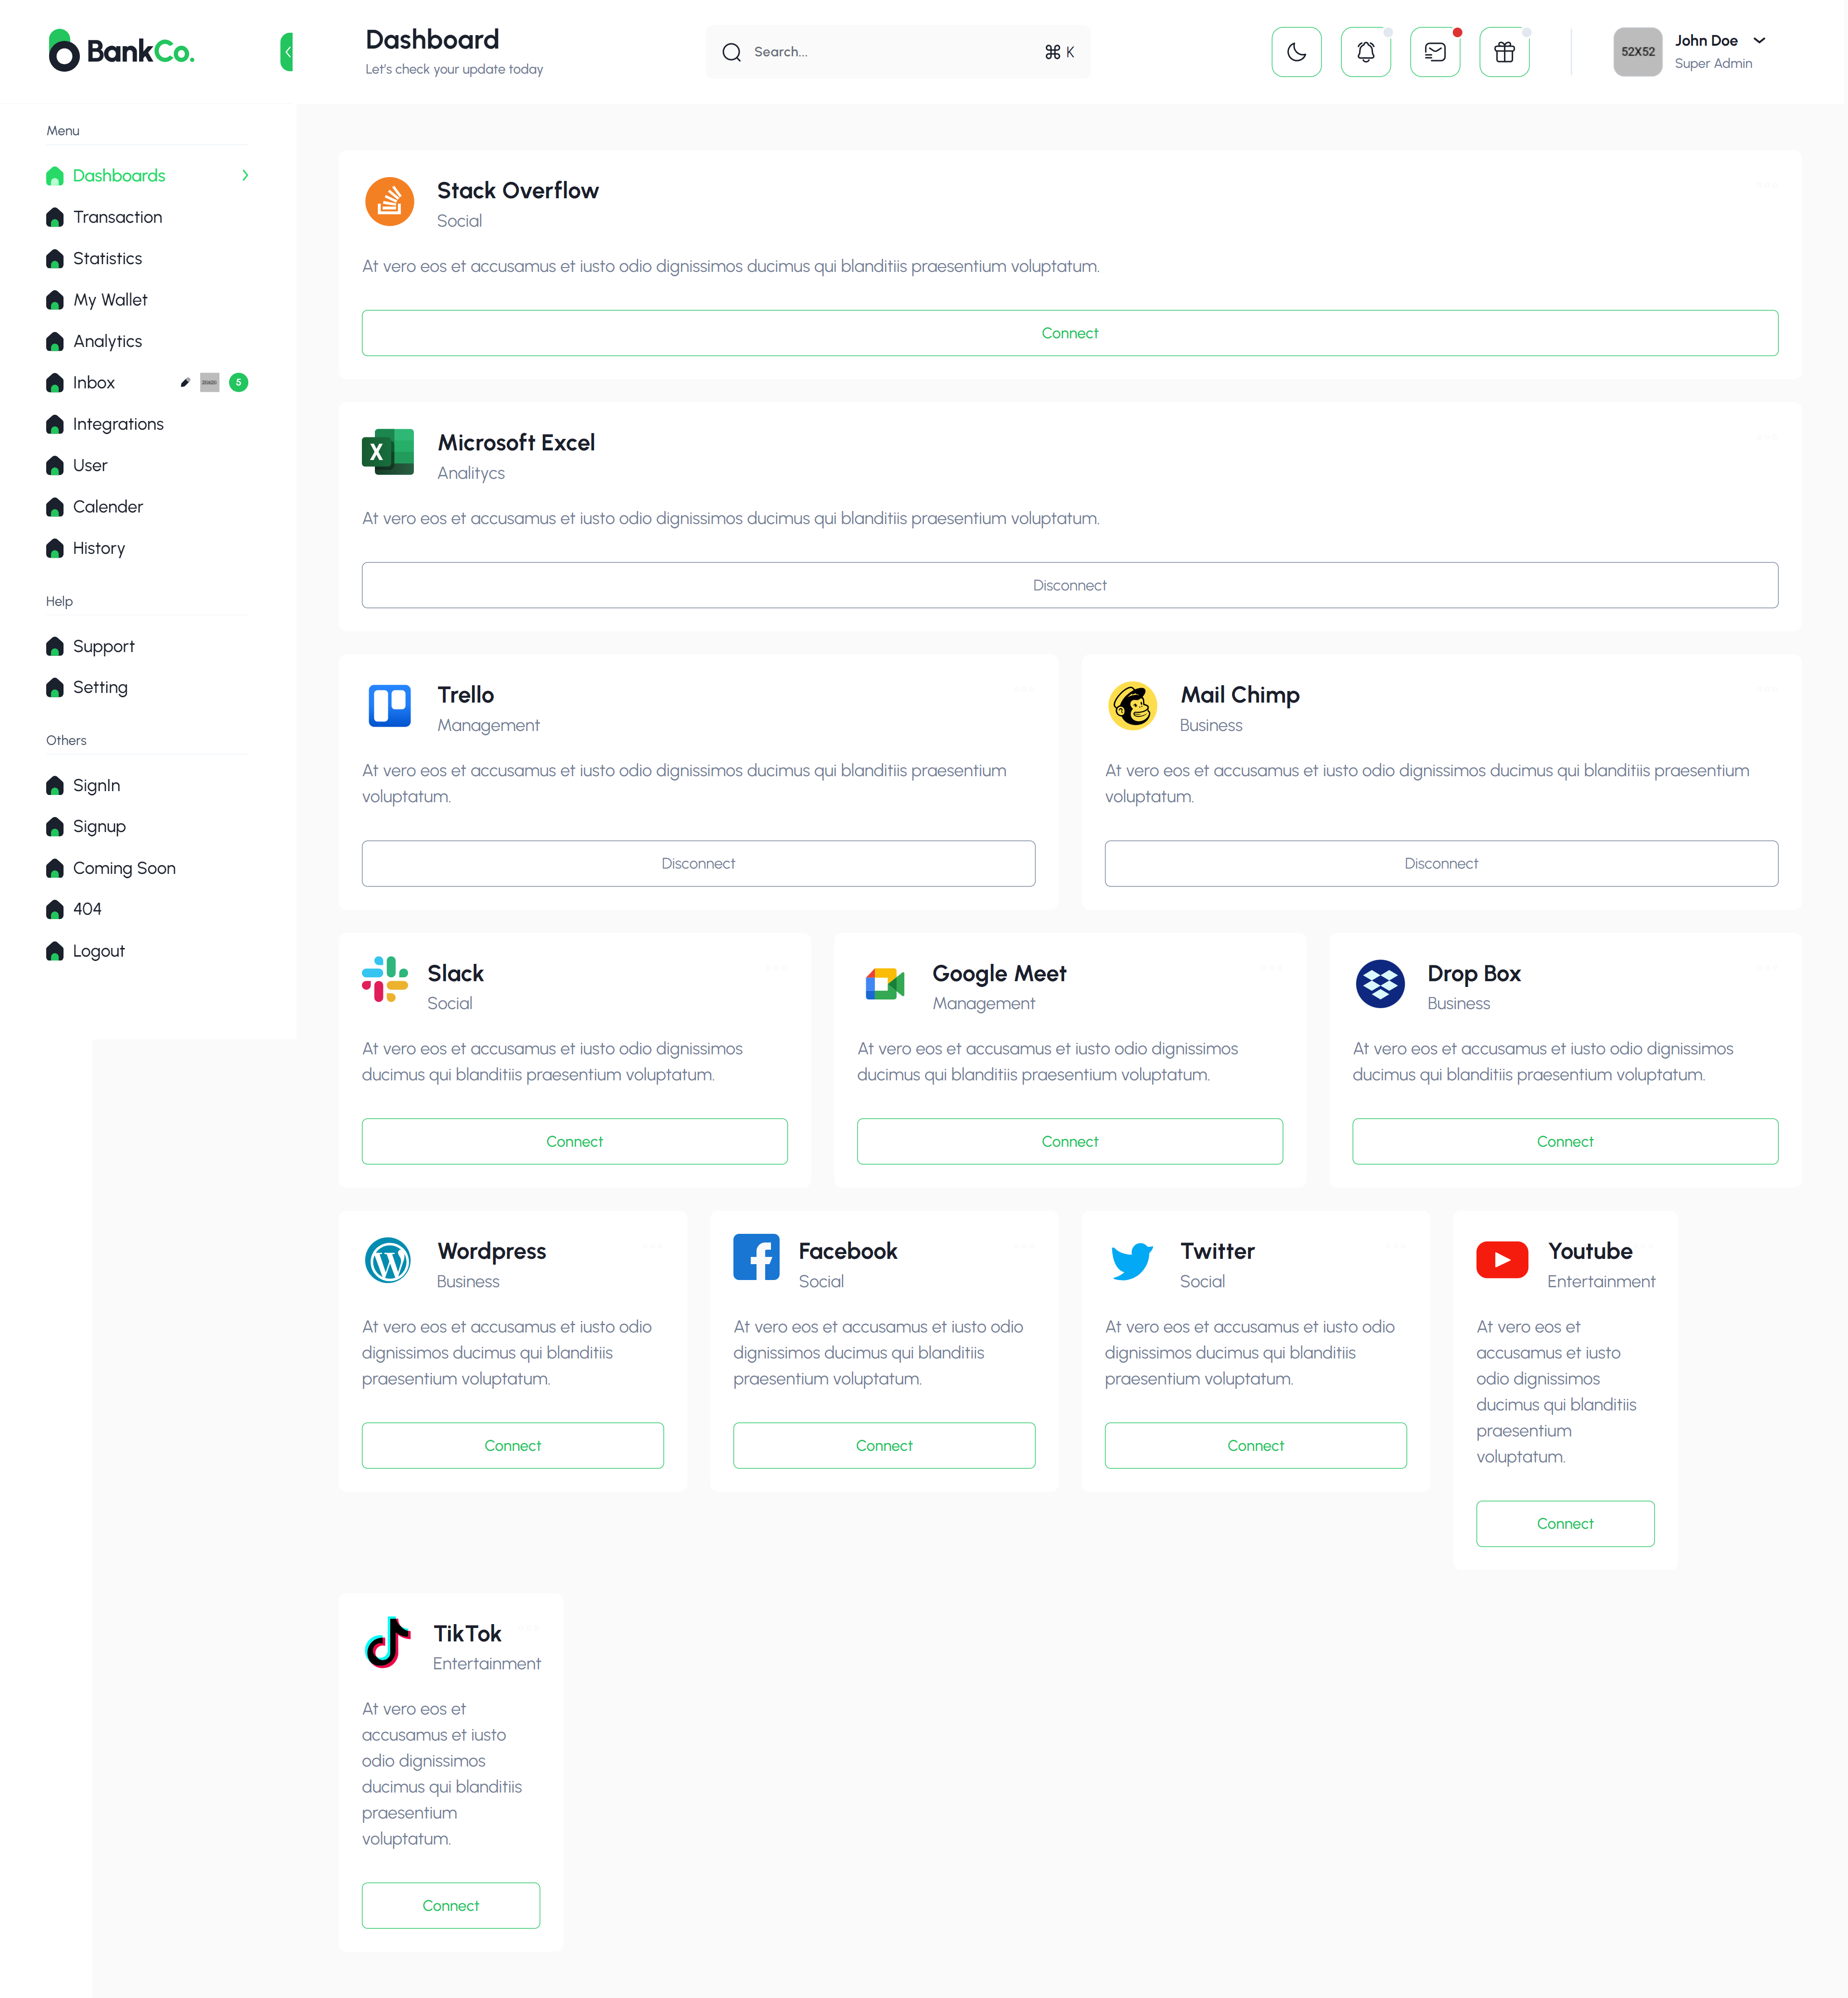 BankCo.
Dashboard
Let's check your update today
Search...
⌘ K
52X52
John Doe
Super Admin
Menu
Dashboards
Transaction
Statistics
My Wallet
Analytics
Inbox
5
Integrations
User
Calender
History
Help
Support
Setting
Others
SignIn
Signup
Coming Soon
404
Logout
Stack Overflow
Social
At vero eos et accusamus et iusto odio dignissimos ducimus qui blanditiis praesentium voluptatum.
Connect
Microsoft Excel
Analitycs
At vero eos et accusamus et iusto odio dignissimos ducimus qui blanditiis praesentium voluptatum.
Disconnect
Trello
Management
At vero eos et accusamus et iusto odio dignissimos ducimus qui blanditiis praesentium
voluptatum.
Disconnect
Mail Chimp
Business
At vero eos et accusamus et iusto odio dignissimos ducimus qui blanditiis praesentium
voluptatum.
Disconnect
Slack
Social
At vero eos et accusamus et iusto odio dignissimos
ducimus qui blanditiis praesentium voluptatum.
Connect
Google Meet
Management
At vero eos et accusamus et iusto odio dignissimos
ducimus qui blanditiis praesentium voluptatum.
Connect
Drop Box
Business
At vero eos et accusamus et iusto odio dignissimos
ducimus qui blanditiis praesentium voluptatum.
Connect
Wordpress
Business
At vero eos et accusamus et iusto odio
dignissimos ducimus qui blanditiis
praesentium voluptatum.
Connect
Facebook
Social
At vero eos et accusamus et iusto odio
dignissimos ducimus qui blanditiis
praesentium voluptatum.
Connect
Twitter
Social
At vero eos et accusamus et iusto odio
dignissimos ducimus qui blanditiis
praesentium voluptatum.
Connect
Youtube
Entertainment
At vero eos et
accusamus et iusto
odio dignissimos
ducimus qui blanditiis
praesentium
voluptatum.
Connect
TikTok
Entertainment
At vero eos et
accusamus et iusto
odio dignissimos
ducimus qui blanditiis
praesentium
voluptatum.
Connect